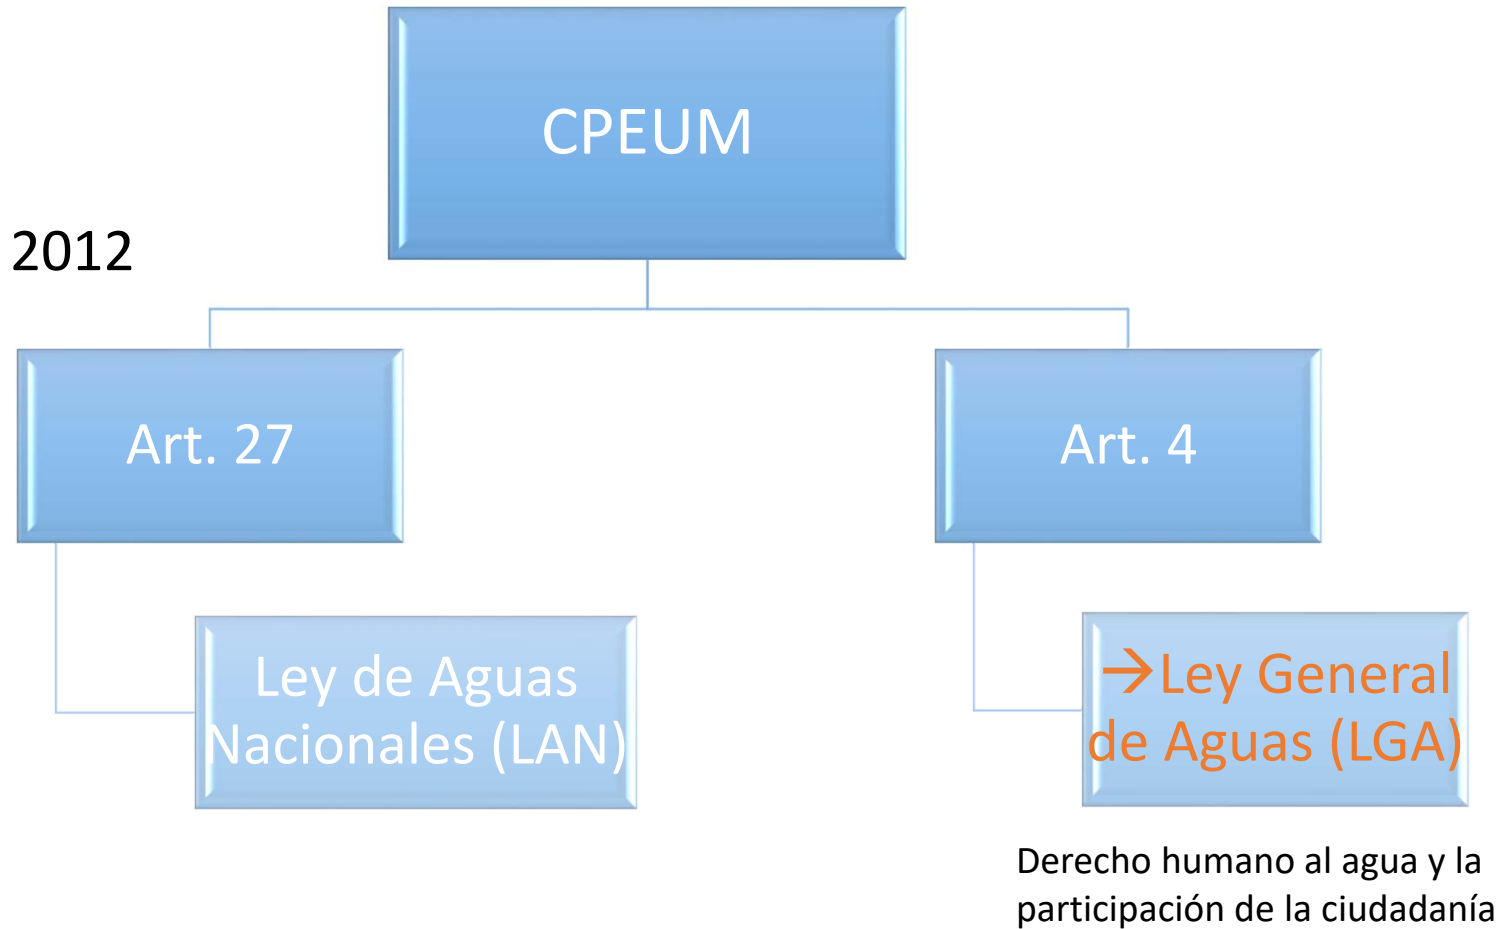 CPEUM
2012
Art. 27
Art. 4
Ley de Aguas
Nacionales (LAN)
→Ley General
de Aguas (LGA)
Derecho humano al agua y la
participación de la ciudadanía